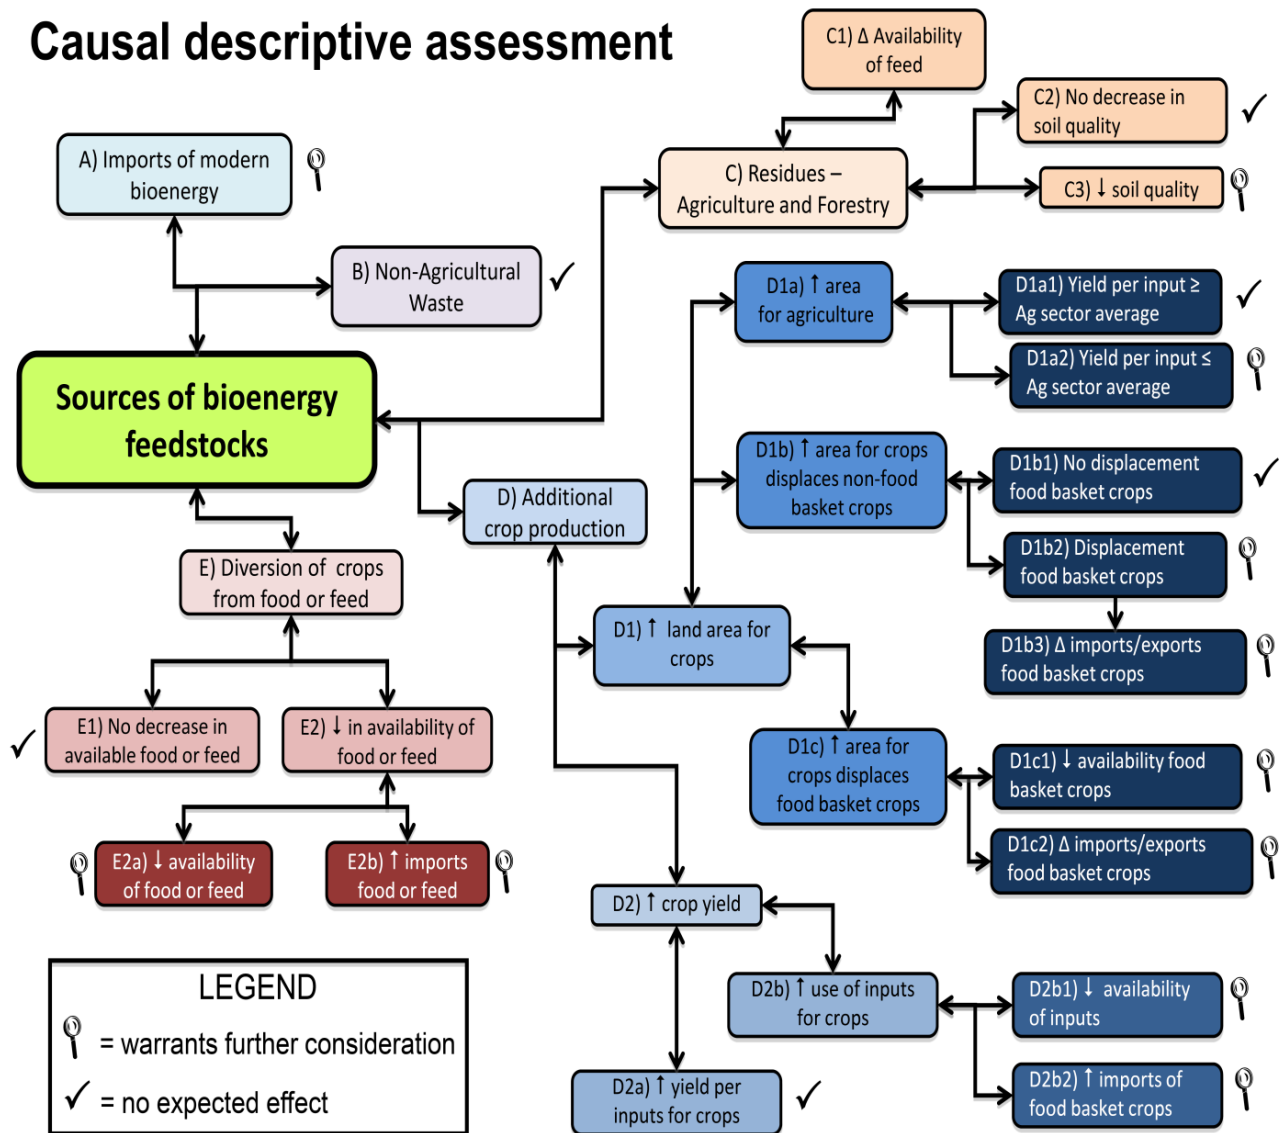 Causal descriptive assessment
C1) Δ Availability
of feed
C2) No decrease in
soil quality
A) Imports of modern
bioenergy
C) Residues –
Agriculture and Forestry
C3) ↓ soil quality
B) Non-Agricultural
Waste
D1a) ↑ area
for agriculture
D1a1) Yield per input ≥
Ag sector average
D1a2) Yield per input ≤
Ag sector average
Sources of bioenergy
feedstocks
D1b) ↑ area for crops
displaces non-food
basket crops
D1b1) No displacement
food basket crops
D) Additional
crop production
D1b2) Displacement
food basket crops
E) Diversion of crops
from food or feed
D1) ↑ land area for
crops
D1b3) Δ imports/exports
food basket crops
E1) No decrease in
available food or feed
E2) ↓ in availability of
food or feed
D1c) ↑ area for
crops displaces
food basket crops
D1c1) ↓ availability food
basket crops
D1c2) Δ imports/exports
food basket crops
E2a) ↓ availability
of food or feed
E2b) ↑ imports
food or feed
D2) ↑ crop yield
D2b) ↑ use of inputs
for crops
D2b1) ↓ availability
of inputs
D2a) ↑ yield per
inputs for crops
D2b2) ↑ imports of
food basket crops
LEGEND
= warrants further consideration
✓ = no expected effect